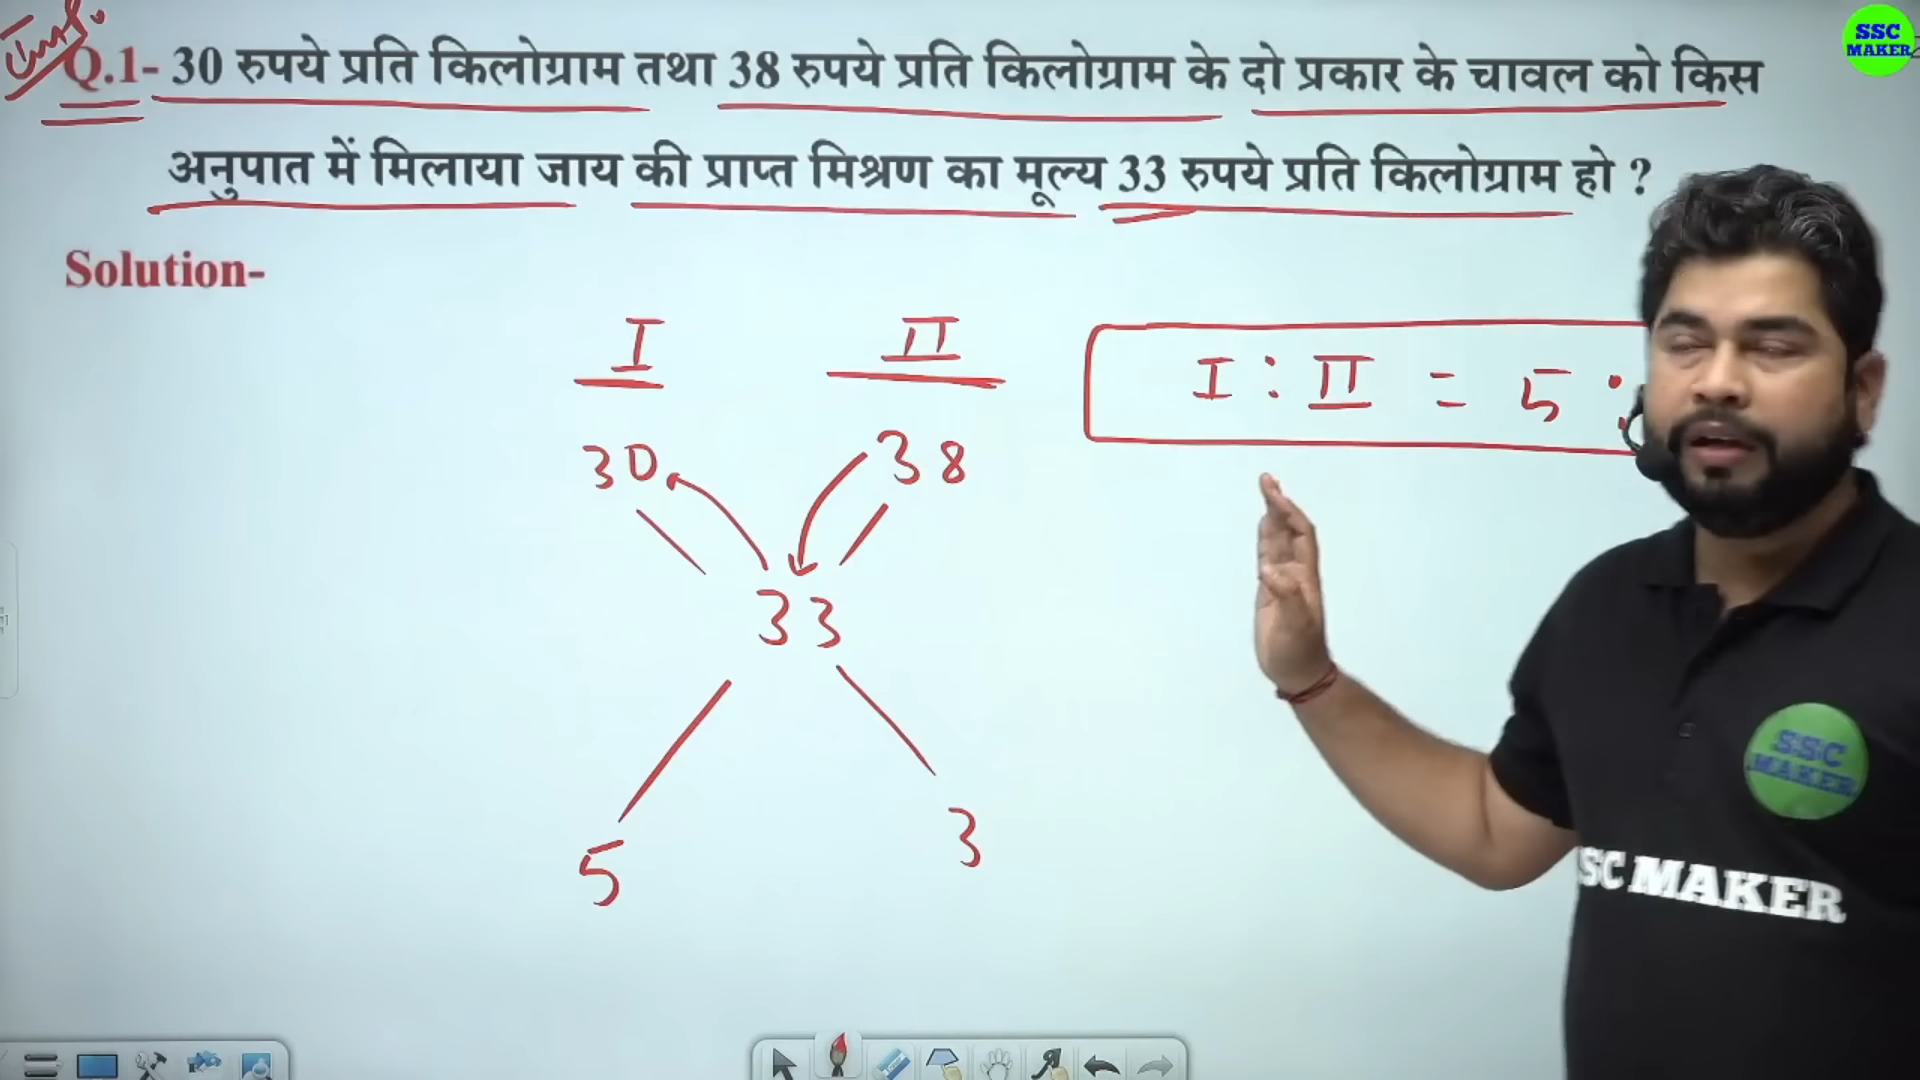 Q.1- 30 रुपये प्रति किलोग्राम तथा 38 रुपये प्रति किलोग्राम के दो प्रकार के चावल को किस
अनुपात में मिलाया जाय की प्राप्त मिश्रण का मूल्य 33 रुपये प्रति किलोग्राम हो ?
SSC
MAKER
Solution-
I II
I : II = 5 :
30 38
33
5 3
SSC
MAKER
SSC MAKER